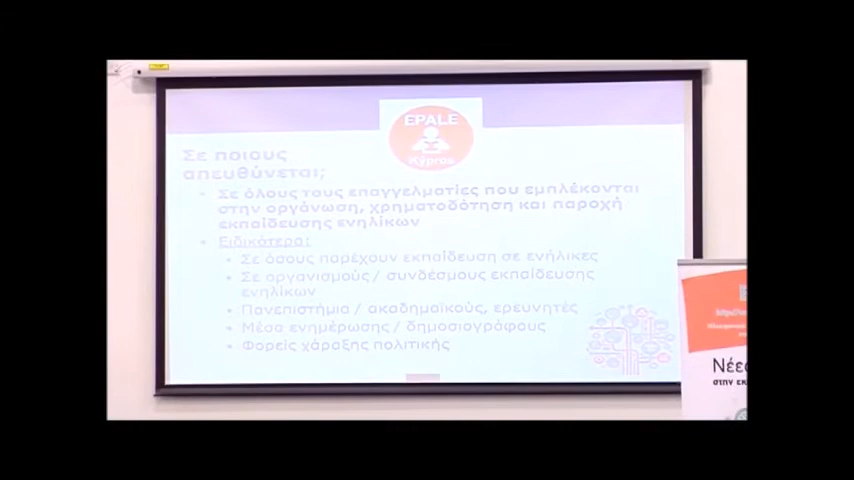 EPALE
Kýpros
Σε ποιους
απευθύνεται;
Σε όλους τους επαγγελματίες που εμπλέκονται
στην οργάνωση, χρηματοδότηση και παροχή
εκπαίδευσης ενηλίκων
Ειδικότερα:
Σε όσους παρέχουν εκπαίδευση σε ενήλικες
Σε οργανισμούς / συνδέσμους εκπαίδευσης
ενηλίκων
Πανεπιστήμια / ακαδημαϊκούς, ερευνητές
Μέσα ενημέρωσης / δημοσιογράφους
Φορείς χάραξης πολιτικής
στην